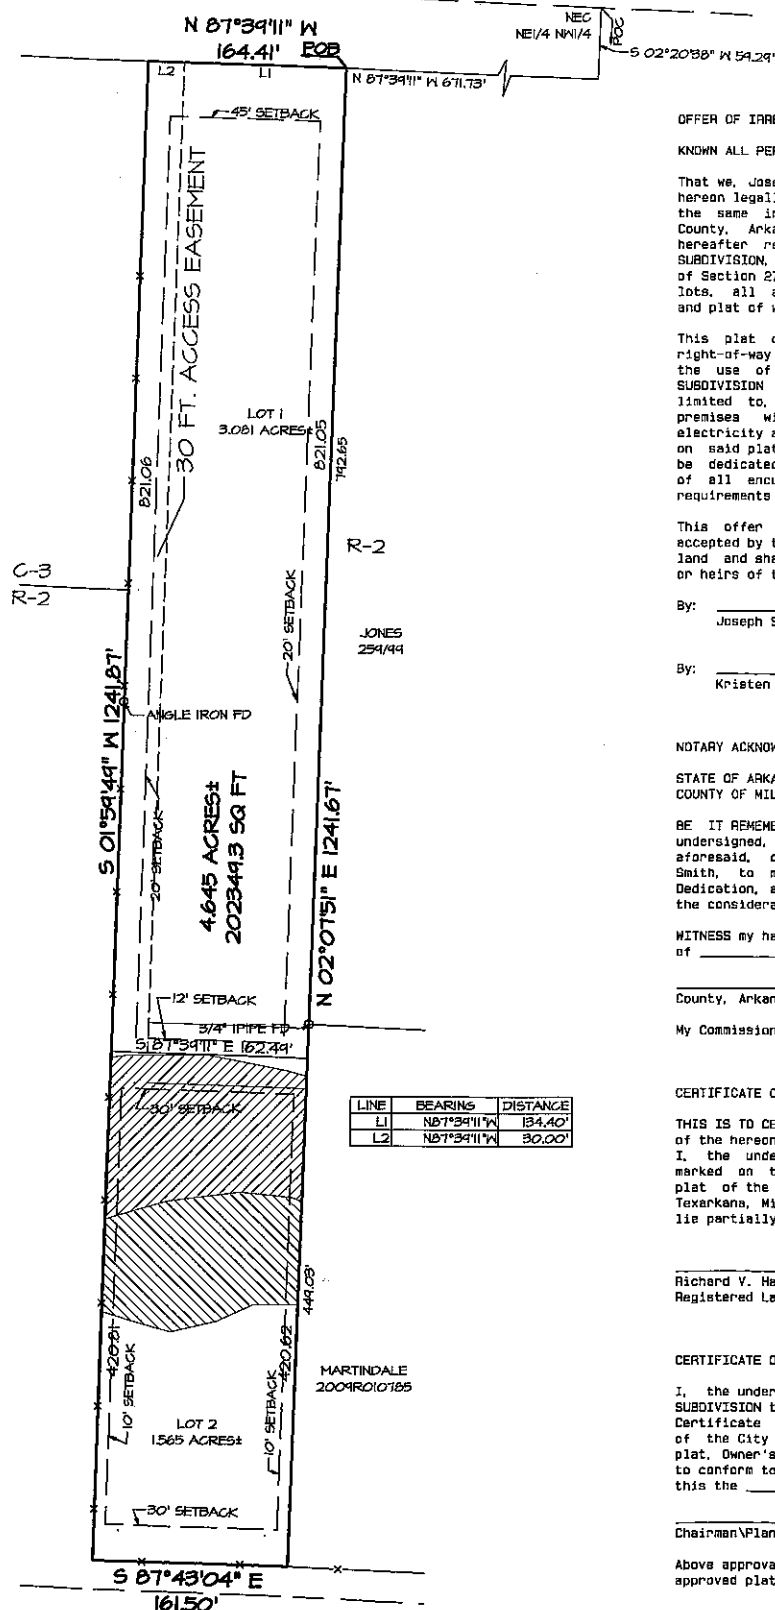 N 87°39'11" W
164.41'
POB
NEC
NE1/4 NW1/4
POC
S 02°20'38" W 59.29'
L2
L1
N 87°39'11" W 671.73'
45' SETBACK
30 FT. ACCESS EASEMENT
LOT 1
3.081 ACRES±
821.06
821.05
792.65
R-2
C-3
R-2
20' SETBACK
JONES
259/99
ANGLE IRON FD
S 01°59'49" W 1241.87'
20' SETBACK
4.645 ACRES±
202349.3 SQ FT
N 02°07'51" E 1241.67'
12' SETBACK
3/4" IPIPE FD
S 87°39'11" E 162.49'
30' SETBACK
LINE BEARING DISTANCE
L1 N87°39'11"W 134.40'
L2 N87°39'11"W 30.00'
449.03'
420.81
420.62
10' SETBACK
MARTINDALE
2009R010785
LOT 2
1.565 ACRES±
10' SETBACK
30' SETBACK
S 87°43'04" E
161.50'
OFFER OF IRRE
KNOWN ALL PER
That we, Jose
hereon legall
the same in
County, Arka
hereafter re
SUBDIVISION,
of Section 27
lots, all a
and plat of w
This plat o
right-of-way
the use of
SUBDIVISION
limited to,
premises wi
electricity a
on said plat
be dedicated
of all encu
requirements
This offer
accepted by t
land and sha
or heirs of t
By:
Joseph S
By:
Kristen
NOTARY ACKNOW
STATE OF ARKA
COUNTY OF MIL
BE IT REMEMBE
undersigned,
aforesaid, d
Smith, to m
Dedication, a
the considera
WITNESS my ha
of
County, Arkan
My Commission
CERTIFICATE O
THIS IS TO CE
of the hereon
I, the unde
marked on t
plat of the
Texarkana, Mi
lie partially
Richard V. Ha
Registered La
CERTIFICATE O
I, the under
SUBDIVISION t
Certificate
of the City
plat, Owner's
to conform to
this the
Chairman\Plan
Above approva
approved plat